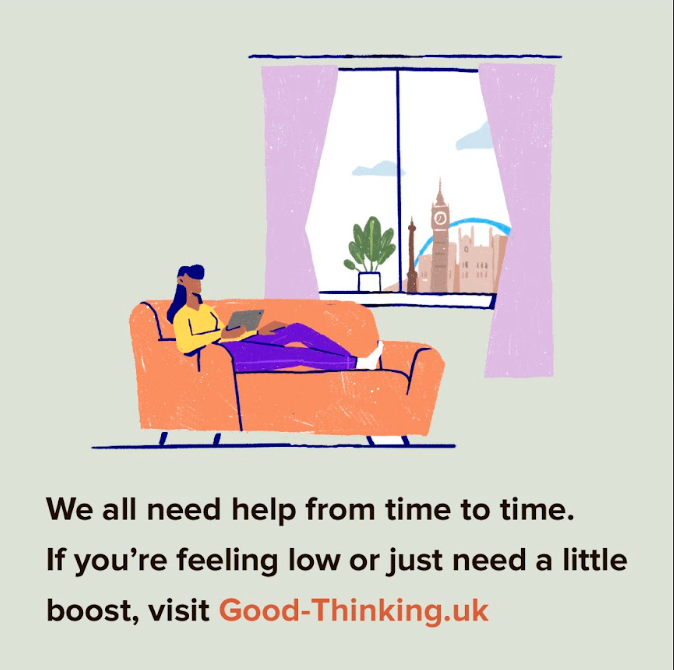 We all need help from time to time.
If you’re feeling low or just need a little
boost, visit Good-Thinking.uk